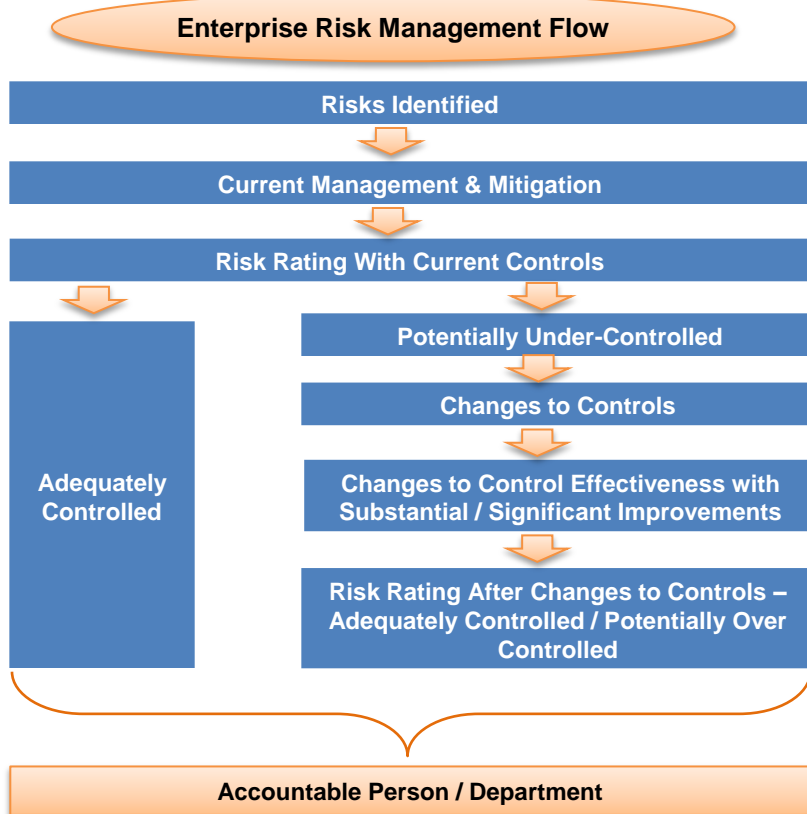 Enterprise Risk Management Flow
Risks Identified
Current Management & Mitigation
Risk Rating With Current Controls
Adequately
Controlled
Potentially Under-Controlled
Changes to Controls
Changes to Control Effectiveness with
Substantial / Significant Improvements
Risk Rating After Changes to Controls –
Adequately Controlled / Potentially Over
Controlled
Accountable Person / Department